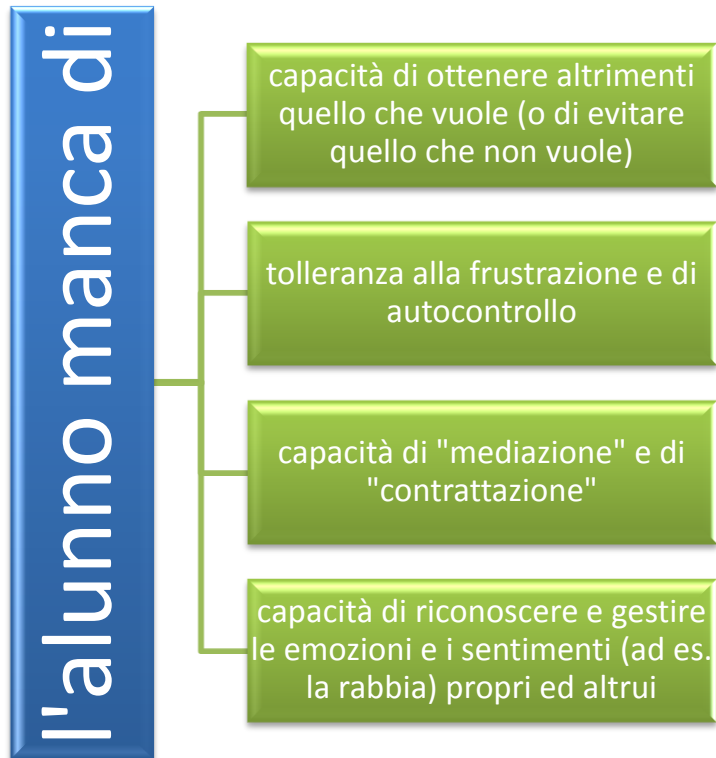 l'alunno manca di
capacità di ottenere altrimenti
quello che vuole (o di evitare
quello che non vuole)
tolleranza alla frustrazione e di
autocontrollo
capacità di "mediazione" e di
"contrattazione"
capacità di riconoscere e gestire
le emozioni e i sentimenti (ad es.
la rabbia) propri ed altrui